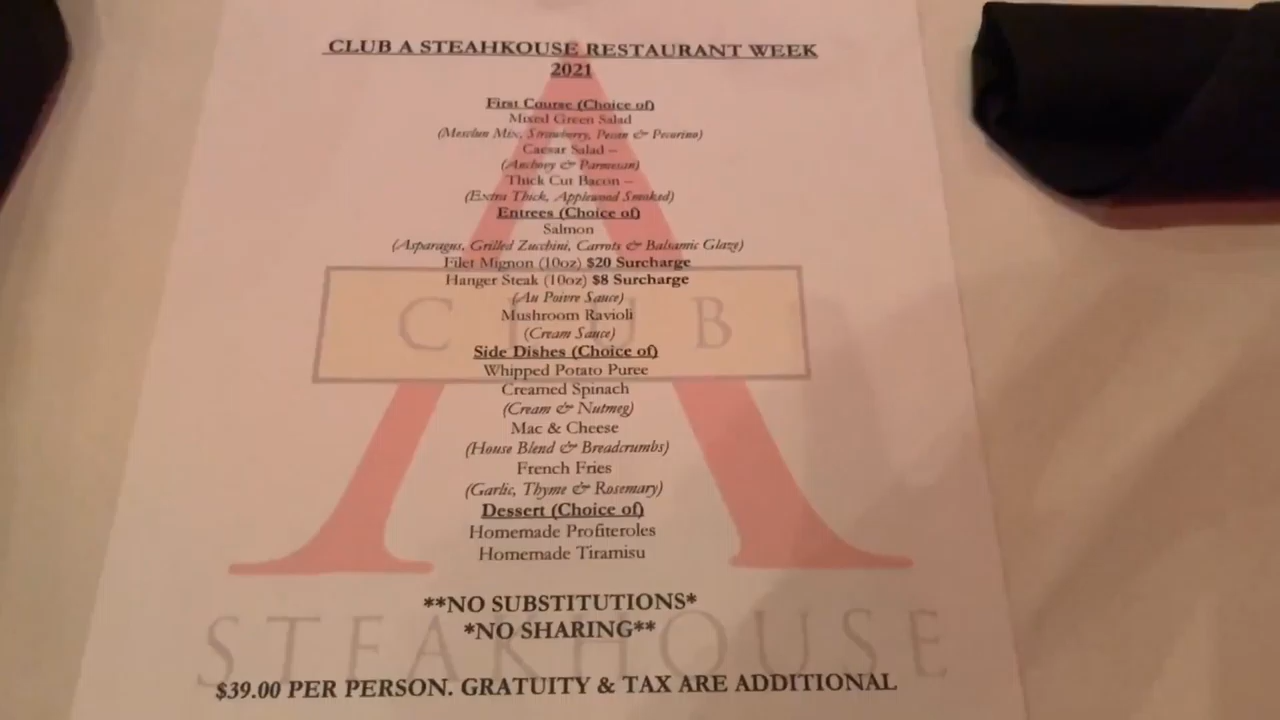 CLUB A STEAHKOUSE RESTAURANT WEEK
2021
First Course (Choice of)
Mixed Green Salad
(Mesclun Mix, Strawberry, Pecan & Pecorino)
Caesar Salad –
(Anchovy & Parmesan)
Thick Cut Bacon –
(Extra Thick, Applewood Smoked)
Entrees (Choice of)
Salmon
(Asparagus, Grilled Zucchini, Carrots & Balsamic Glaze)
Filet Mignon (10oz) $20 Surcharge
Hanger Steak (10oz) $8 Surcharge
(Au Poivre Sauce)
Mushroom Ravioli
(Cream Sauce)
Side Dishes (Choice of)
Whipped Potato Puree
Creamed Spinach
(Cream & Nutmeg)
Mac & Cheese
(House Blend & Breadcrumbs)
French Fries
(Garlic, Thyme & Rosemary)
Dessert (Choice of)
Homemade Profiteroles
Homemade Tiramisu
**NO SUBSTITUTIONS*
*NO SHARING**
$39.00 PER PERSON. GRATUITY & TAX ARE ADDITIONAL
A
CLUB
STEAKHOUSE